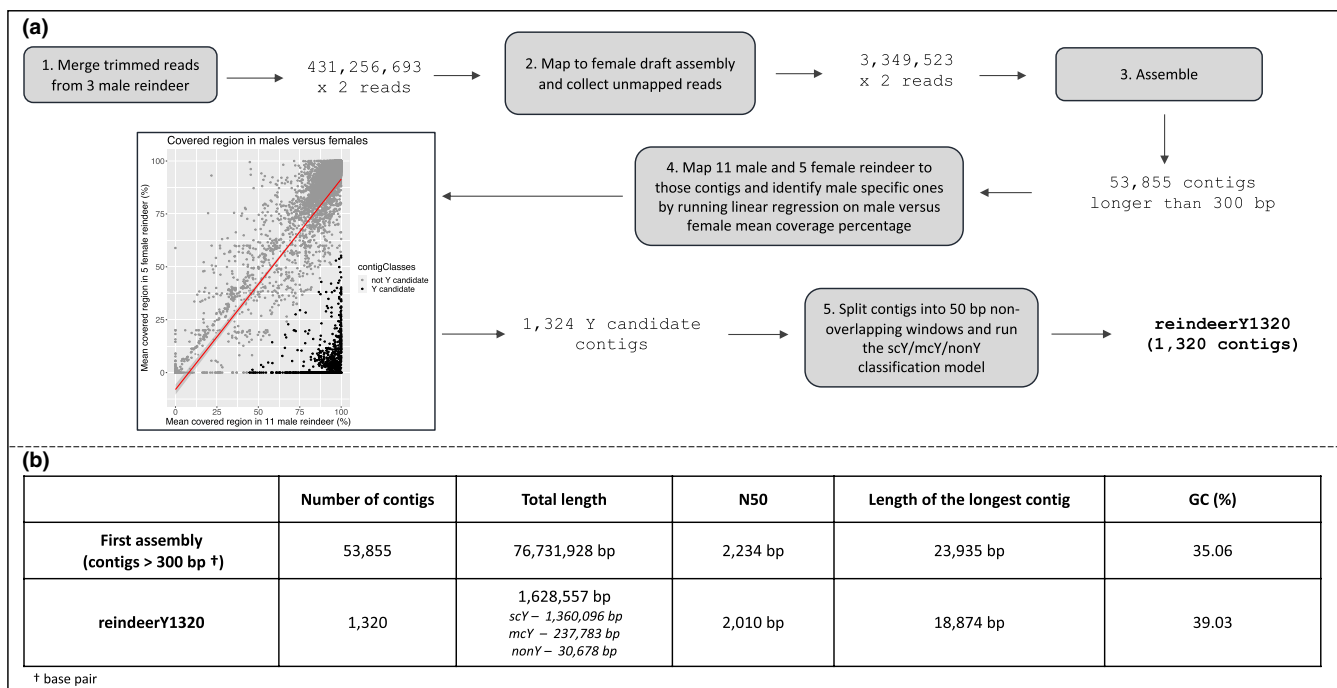 (a)
1. Merge trimmed reads
from 3 male reindeer
431,256,693
x 2 reads
2. Map to female draft assembly
and collect unmapped reads
3,349,523
x 2 reads
3. Assemble
53,855 contigs
longer than 300 bp
4. Map 11 male and 5 female reindeer to
those contigs and identify male specific ones
by running linear regression on male versus
female mean coverage percentage
Covered region in males versus females
Mean covered region in 5 female reindeer (%)
100
75
50
25
0
0 25 50 75 100
Mean covered region in 11 male reindeer (%)
contigClasses
not Y candidate
Y candidate
1,324 Y candidate
contigs
5. Split contigs into 50 bp non-
overlapping windows and run
the scY/mcY/nonY
classification model
reindeerY1320
(1,320 contigs)
(b)
Number of contigs Total length N50 Length of the longest contig GC (%)
First assembly
(contigs > 300 bp †)
53,855 76,731,928 bp 2,234 bp 23,935 bp 35.06
reindeerY1320
1,320
1,628,557 bp
scY – 1,360,096 bp
mcY – 237,783 bp
nonY – 30,678 bp
2,010 bp 18,874 bp 39.03
† base pair